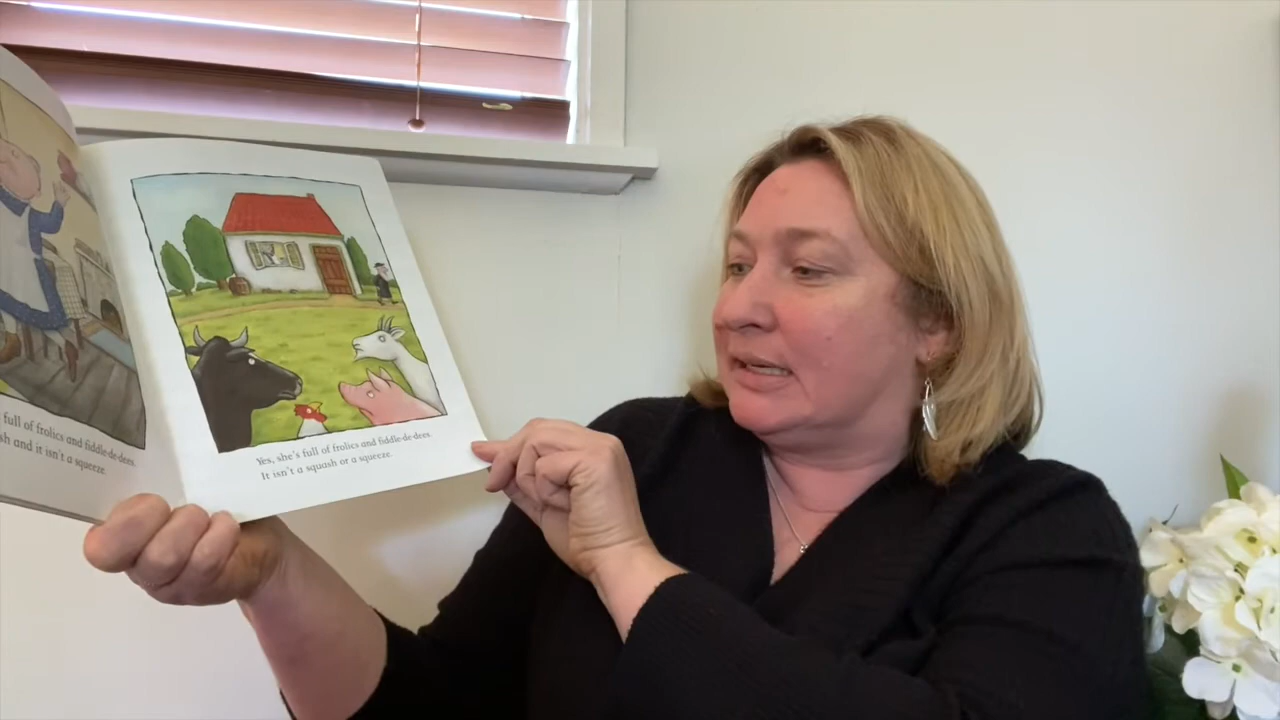 full of frolics and fiddle-de-dees.
sh and it isn't a squeeze.
Yes, she's full of frolics and fiddle-de-dees.
It isn't a squash or a squeeze.